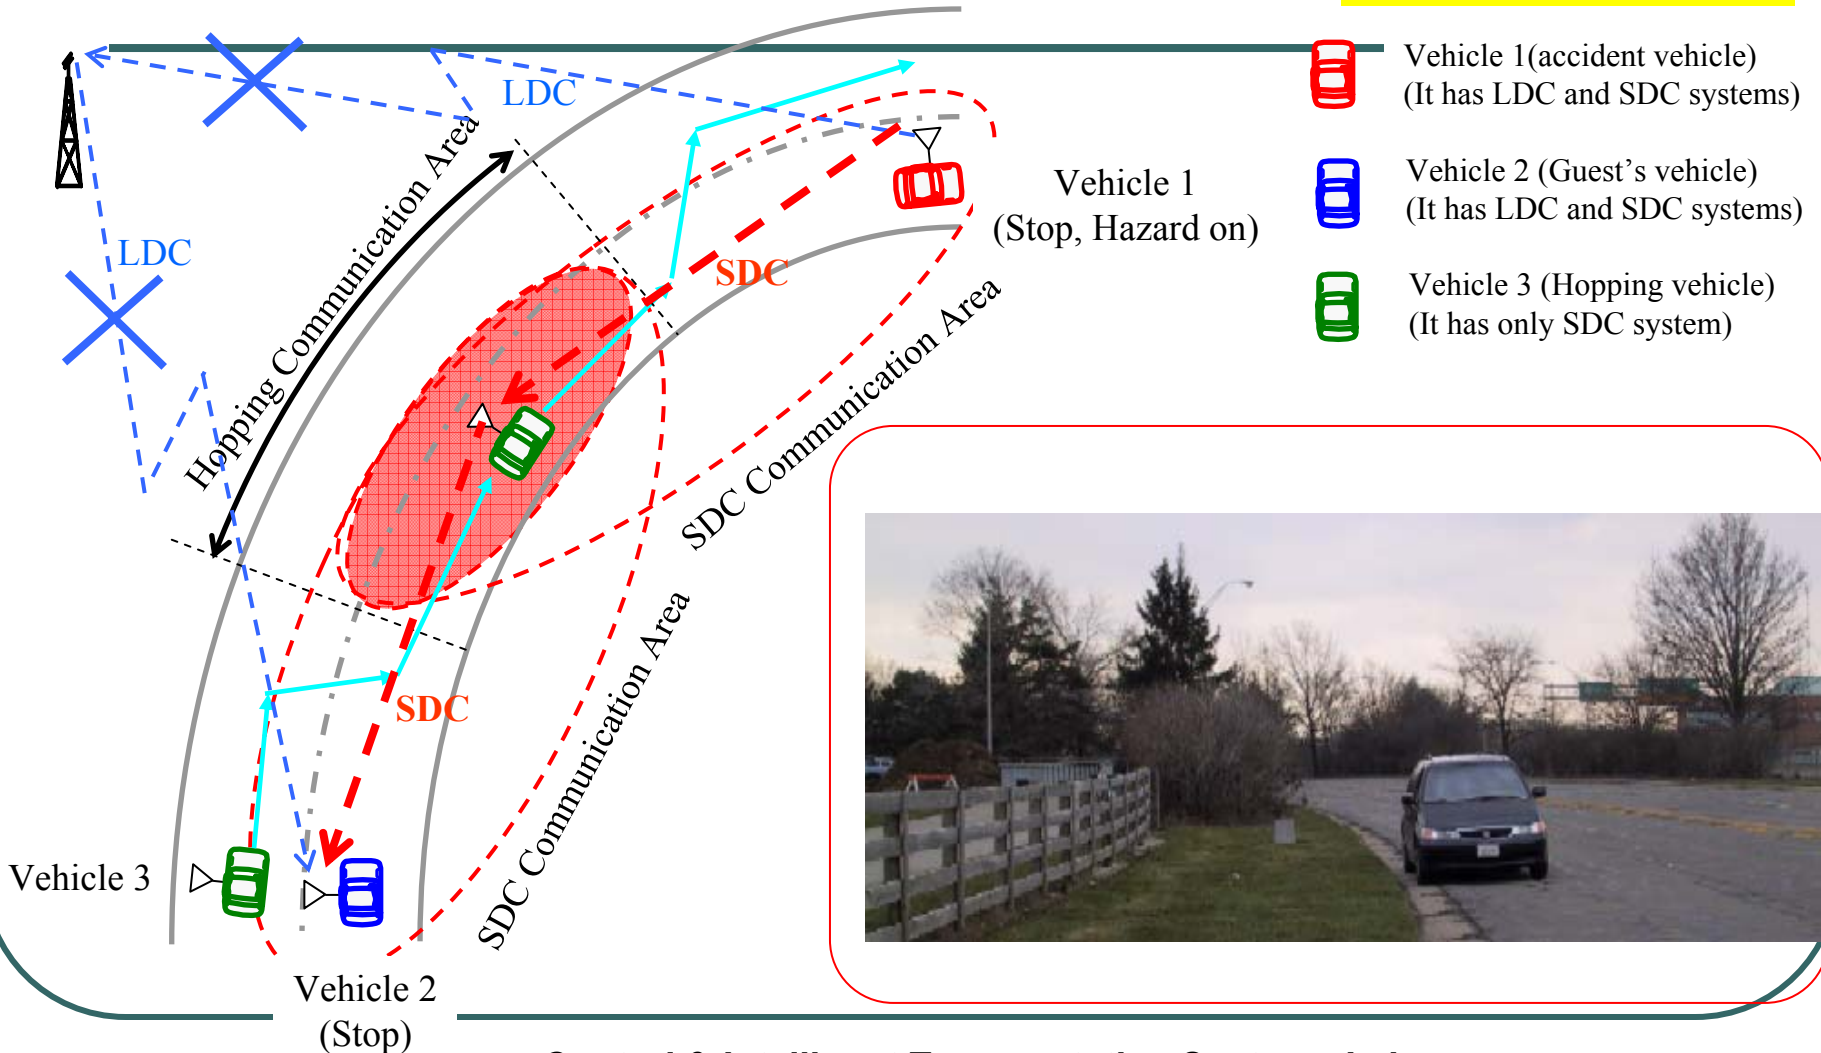 Vehicle 1(accident vehicle)
(It has LDC and SDC systems)
Vehicle 2 (Guest's vehicle)
(It has LDC and SDC systems)
Vehicle 3 (Hopping vehicle)
(It has only SDC system)
LDC
LDC
Hopping Communication Area
Vehicle 1
(Stop, Hazard on)
SDC
SDC Communication Area
SDC
SDC Communication Area
Vehicle 3
Vehicle 2
(Stop)